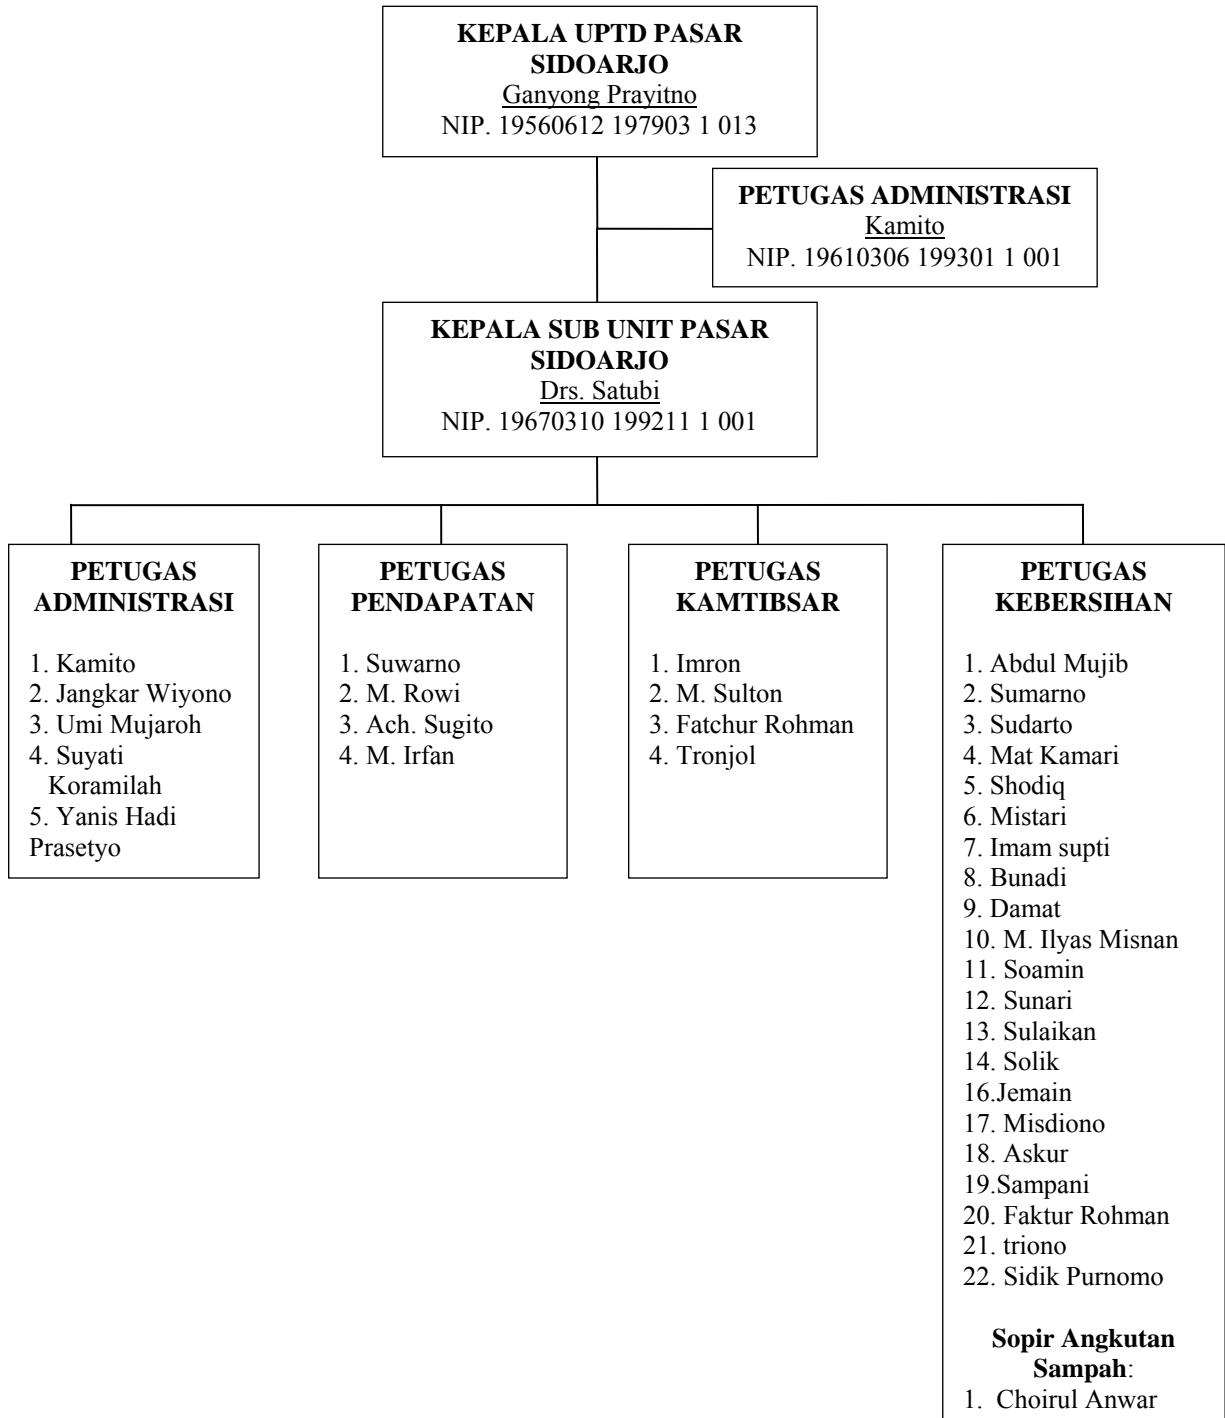 KEPALA UPTD PASAR
SIDOARJO
Ganyong Prayitno
NIP. 19560612 197903 1 013
PETUGAS ADMINISTRASI
Kamito
NIP. 19610306 199301 1 001
KEPALA SUB UNIT PASAR
SIDOARJO
Drs. Satubi
NIP. 19670310 199211 1 001
PETUGAS
ADMINISTRASI
1. Kamito
2. Jangkar Wiyono
3. Umi Mujaroh
4. Suyati
Koramilah
5. Yanis Hadi
Prasetyo
PETUGAS
PENDAPATAN
1. Suwarno
2. M. Rowi
3. Ach. Sugito
4. M. Irfan
PETUGAS
KAMTIBSAR
1. Imron
2. M. Sulton
3. Fatchur Rohman
4. Tronjol
PETUGAS
KEBERSIHAN
1. Abdul Mujib
2. Sumarno
3. Sudarto
4. Mat Kamari
5. Shodiq
6. Mistari
7. Imam supti
8. Bunadi
9. Damat
10. M. Ilyas Misnan
11. Soamin
12. Sunari
13. Sulaikan
14. Solik
16.Jemain
17. Misdiono
18. Askur
19.Sampani
20. Faktur Rohman
21. triono
22. Sidik Purnomo
Sopir Angkutan
Sampah:
1. Choirul Anwar